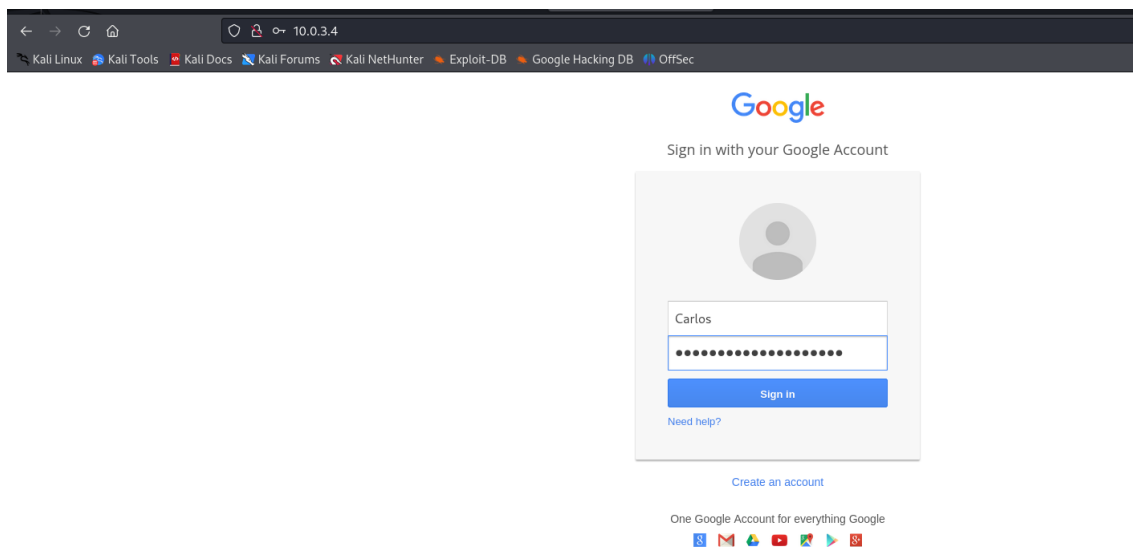 10.0.3.4
Kali Linux Kali Tools Kali Docs Kali Forums Kali NetHunter Exploit-DB Google Hacking DB OffSec
Google
Sign in with your Google Account
Carlos
●●●●●●●●●●●●●●●●●●●●
Sign in
Need help?
Create an account
One Google Account for everything Google